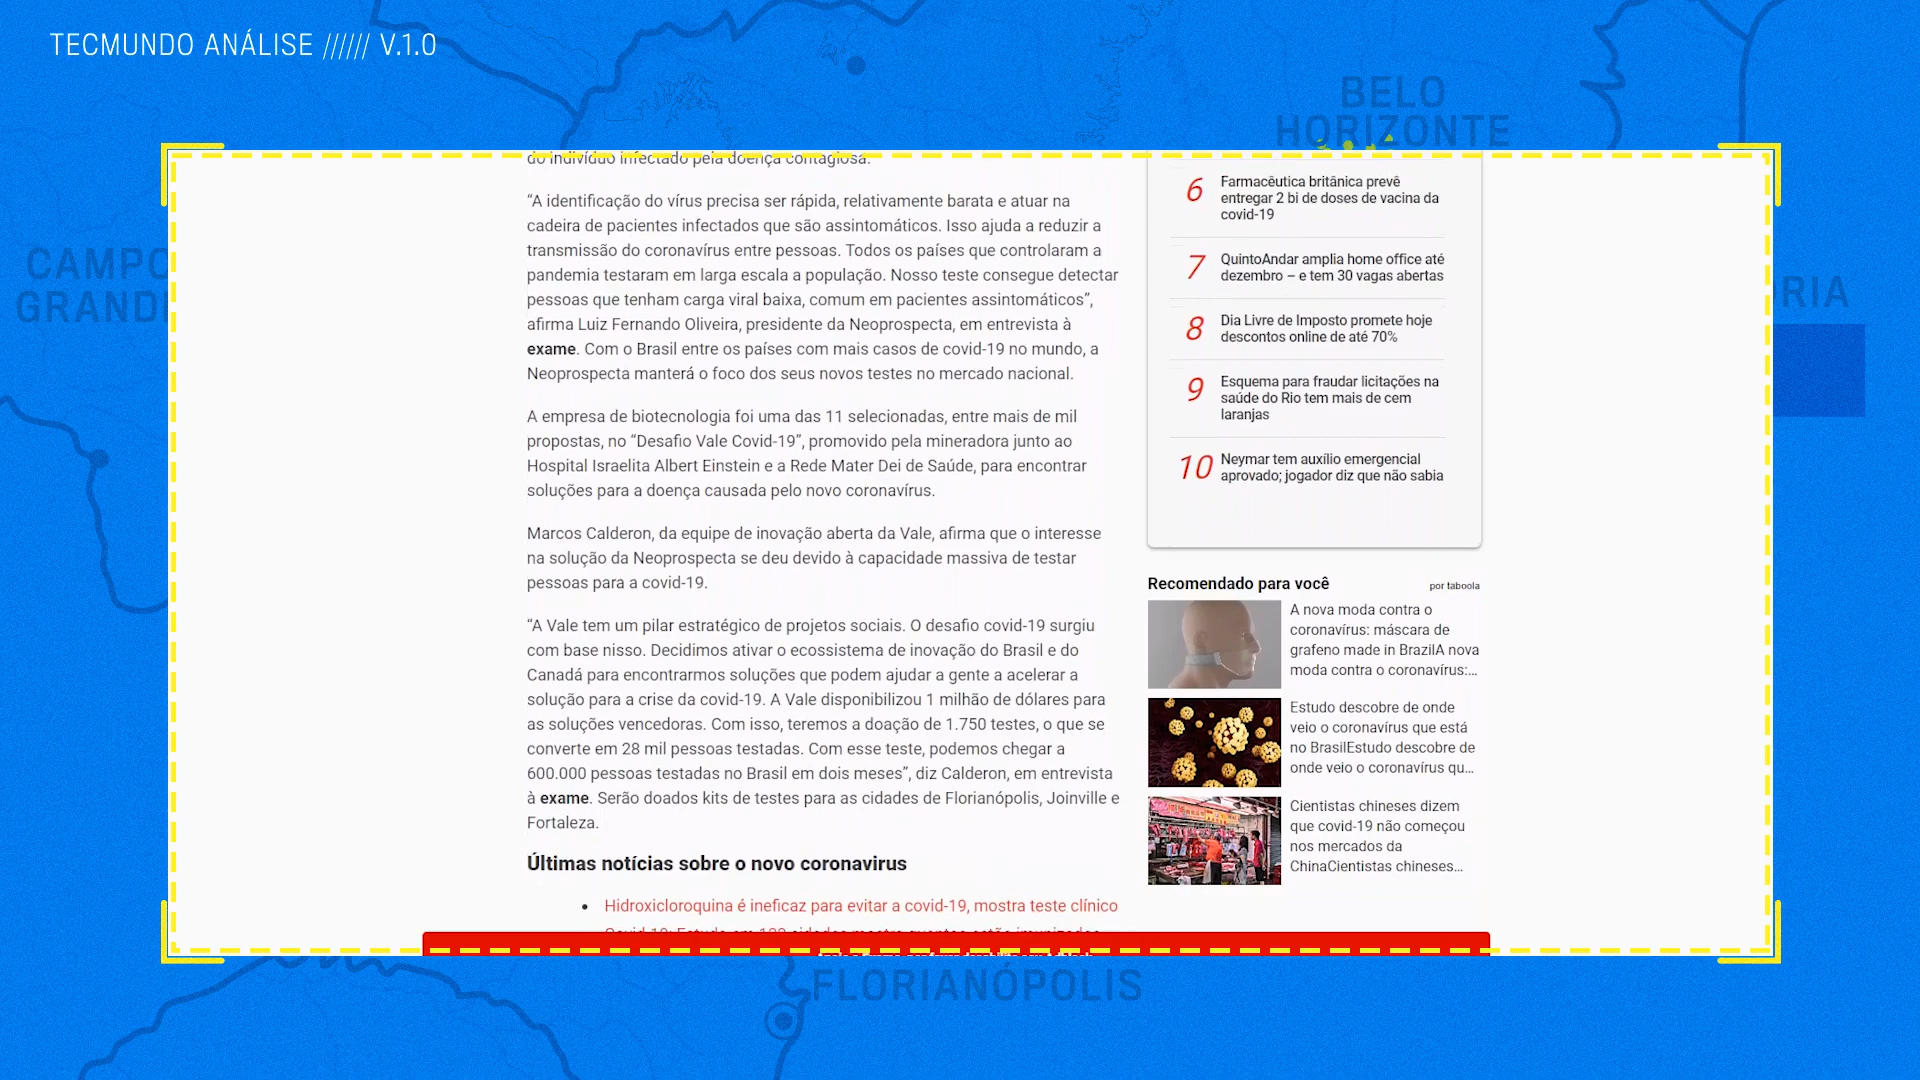 TECMUNDO ANÁLISE ////// V.1.0
BELO
HORIZONTE
CAMPO
GRANDE
RIA
do indivíduo infectado pela doença contagiosa.
“A identificação do vírus precisa ser rápida, relativamente barata e atuar na
cadeira de pacientes infectados que são assintomáticos. Isso ajuda a reduzir a
transmissão do coronavírus entre pessoas. Todos os países que controlaram a
pandemia testaram em larga escala a população. Nosso teste consegue detectar
pessoas que tenham carga viral baixa, comum em pacientes assintomáticos”,
afirma Luiz Fernando Oliveira, presidente da Neoprospecta, em entrevista à
exame. Com o Brasil entre os países com mais casos de covid-19 no mundo, a
Neoprospecta manterá o foco dos seus novos testes no mercado nacional.
A empresa de biotecnologia foi uma das 11 selecionadas, entre mais de mil
propostas, no “Desafio Vale Covid-19”, promovido pela mineradora junto ao
Hospital Israelita Albert Einstein e a Rede Mater Dei de Saúde, para encontrar
soluções para a doença causada pelo novo coronavírus.
Marcos Calderon, da equipe de inovação aberta da Vale, afirma que o interesse
na solução da Neoprospecta se deu devido à capacidade massiva de testar
pessoas para a covid-19.
“A Vale tem um pilar estratégico de projetos sociais. O desafio covid-19 surgiu
com base nisso. Decidimos ativar o ecossistema de inovação do Brasil e do
Canadá para encontrarmos soluções que podem ajudar a gente a acelerar a
solução para a crise da covid-19. A Vale disponibilizou 1 milhão de dólares para
as soluções vencedoras. Com isso, teremos a doação de 1.750 testes, o que se
converte em 28 mil pessoas testadas. Com esse teste, podemos chegar a
600.000 pessoas testadas no Brasil em dois meses”, diz Calderon, em entrevista
à exame. Serão doados kits de testes para as cidades de Florianópolis, Joinville e
Fortaleza.
Últimas notícias sobre o novo coronavirus
• Hidroxicloroquina é ineficaz para evitar a covid-19, mostra teste clínico
6 Farmacêutica britânica prevê
entregar 2 bi de doses de vacina da
covid-19
7 QuintoAndar amplia home office até
dezembro – e tem 30 vagas abertas
8 Dia Livre de Imposto promete hoje
descontos online de até 70%
9 Esquema para fraudar licitações na
saúde do Rio tem mais de cem
laranjas
10 Neymar tem auxílio emergencial
aprovado; jogador diz que não sabia
Recomendado para você
por taboola
A nova moda contra o
coronavírus: máscara de
grafeno made in BrazilA nova
moda contra o coronavírus:...
Estudo descobre de onde
veio o coronavírus que está
no BrasilEstudo descobre de
onde veio o coronavírus qu...
Cientistas chineses dizem
que covid-19 não começou
nos mercados da
ChinaCientistas chineses...
FLORIANÓPOLIS